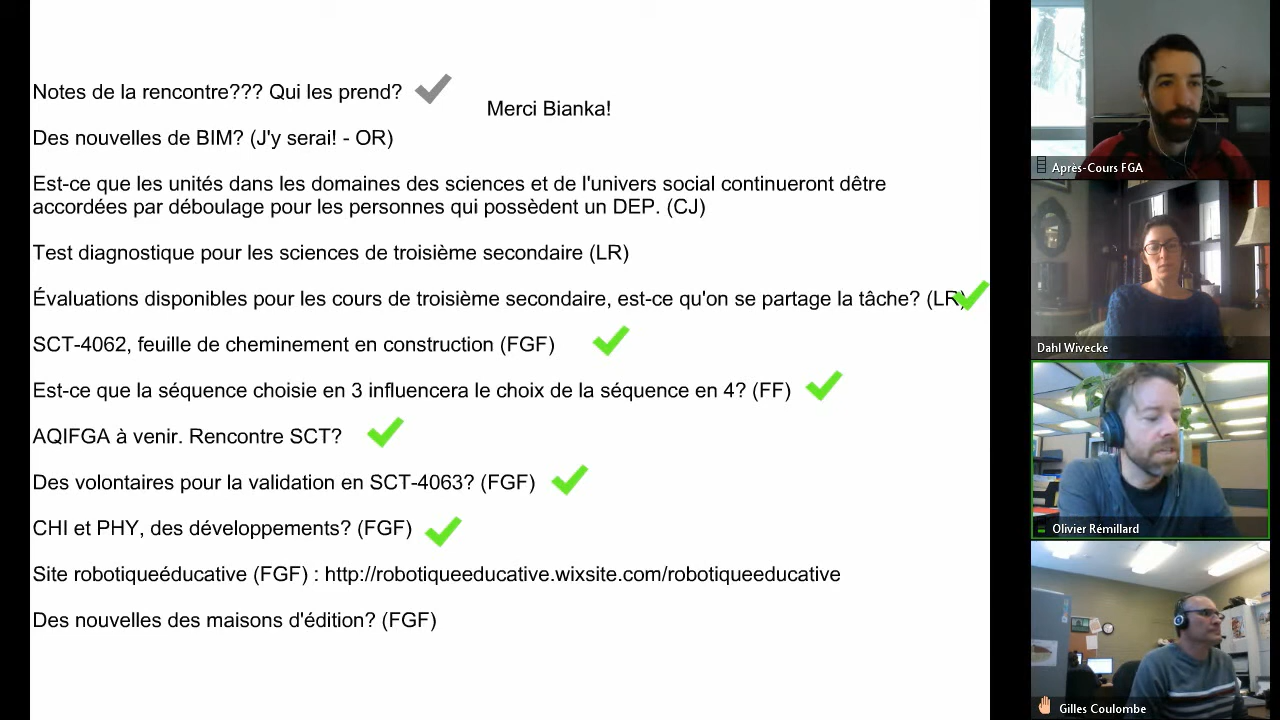 Notes de la rencontre??? Qui les prend?
Merci Bianka!
Des nouvelles de BIM? (J'y serai! - OR)
Est-ce que les unités dans les domaines des sciences et de l'univers social continueront dêtre
accordées par déboulage pour les personnes qui possèdent un DEP. (CJ)
Test diagnostique pour les sciences de troisième secondaire (LR)
Évaluations disponibles pour les cours de troisième secondaire, est-ce qu'on se partage la tâche? (LR)
SCT-4062, feuille de cheminement en construction (FGF)
Est-ce que la séquence choisie en 3 influencera le choix de la séquence en 4? (FF)
AQIFGA à venir. Rencontre SCT?
Des volontaires pour la validation en SCT-4063? (FGF)
CHI et PHY, des développements? (FGF)
Site robotiqueéducative (FGF) : http://robotiqueeducative.wixsite.com/robotiqueeducative
Des nouvelles des maisons d'édition? (FGF)
Après-Cours FGA
Dahl Wivecke
Olivier Rémillard
Gilles Coulombe